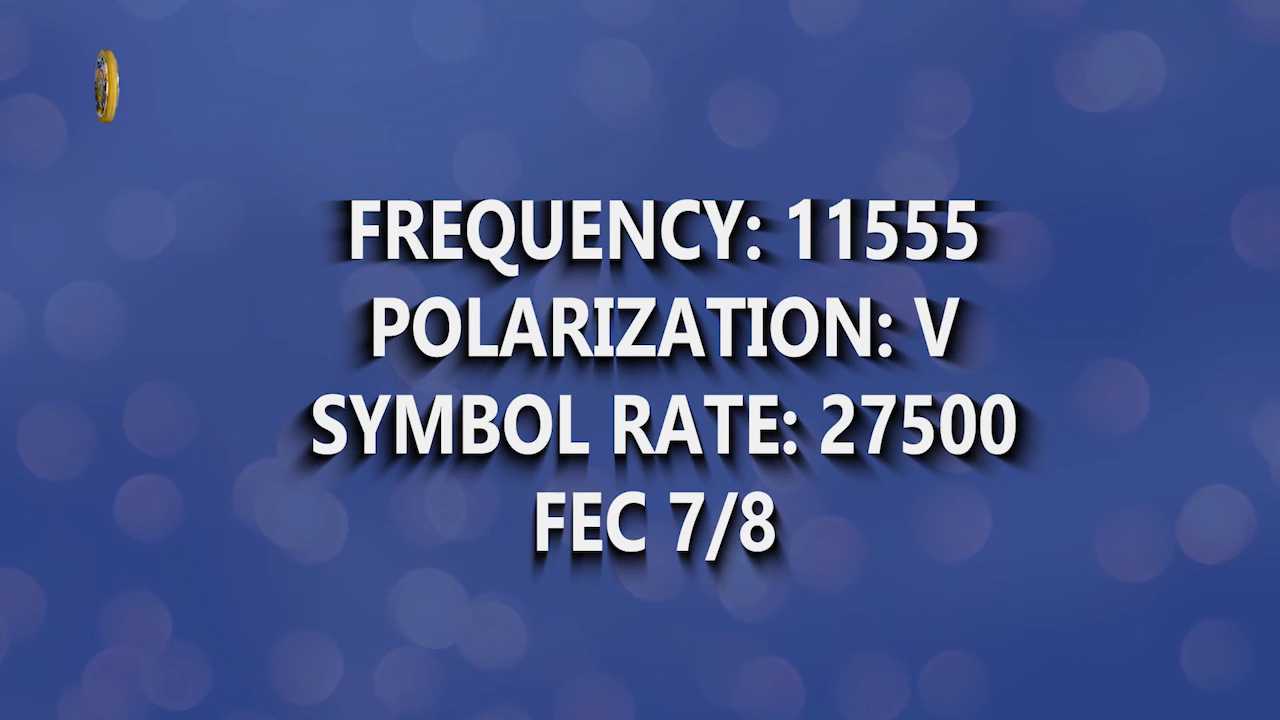 FREQUENCY: 11555
POLARIZATION: V
SYMBOL RATE: 27500
FEC 7/8